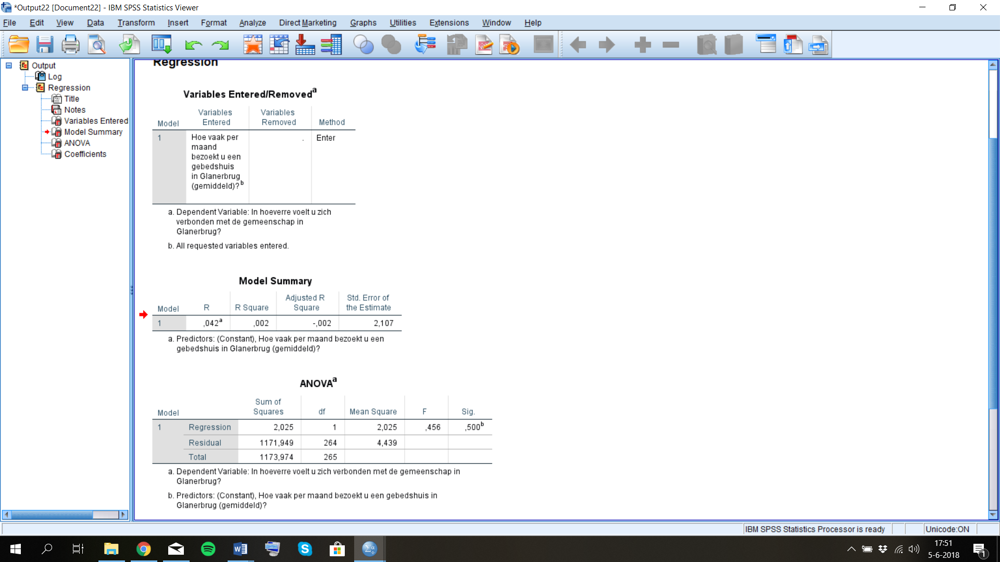 *Output22 [Document22] - IBM SPSS Statistics Viewer
File Edit View Data Transform Insert Format Analyze Direct Marketing Graphs Utilities Extensions Window Help
Output
Log
Regression
Title
Notes
Variables Entered
Model Summary
ANOVA
Coefficients
Regression
Variables Entered/Removedᵃ
Model Variables Entered Variables Removed Method
1 Hoe vaak per . Enter
maand
bezoekt u een
gebedshuis
in Glanerbrug
(gemiddeld)?ᵇ
a. Dependent Variable: In hoeverre voelt u zich
verbonden met de gemeenschap in
Glanerbrug?
b. All requested variables entered.
Model Summary
Model R R Square Adjusted R Square Std. Error of the Estimate
1 ,042ᵃ ,002 -,002 2,107
a. Predictors: (Constant), Hoe vaak per maand bezoekt u een
gebedshuis in Glanerbrug (gemiddeld)?
ANOVAᵃ
Model Sum of Squares df Mean Square F Sig.
1 Regression 2,025 1 2,025 ,456 ,500ᵇ
Residual 1171,949 264 4,439
Total 1173,974 265
a. Dependent Variable: In hoeverre voelt u zich verbonden met de gemeenschap in
Glanerbrug?
b. Predictors: (Constant), Hoe vaak per maand bezoekt u een gebedshuis in
Glanerbrug (gemiddeld)?
IBM SPSS Statistics Processor is ready Unicode:ON
17:51
5-6-2018
1